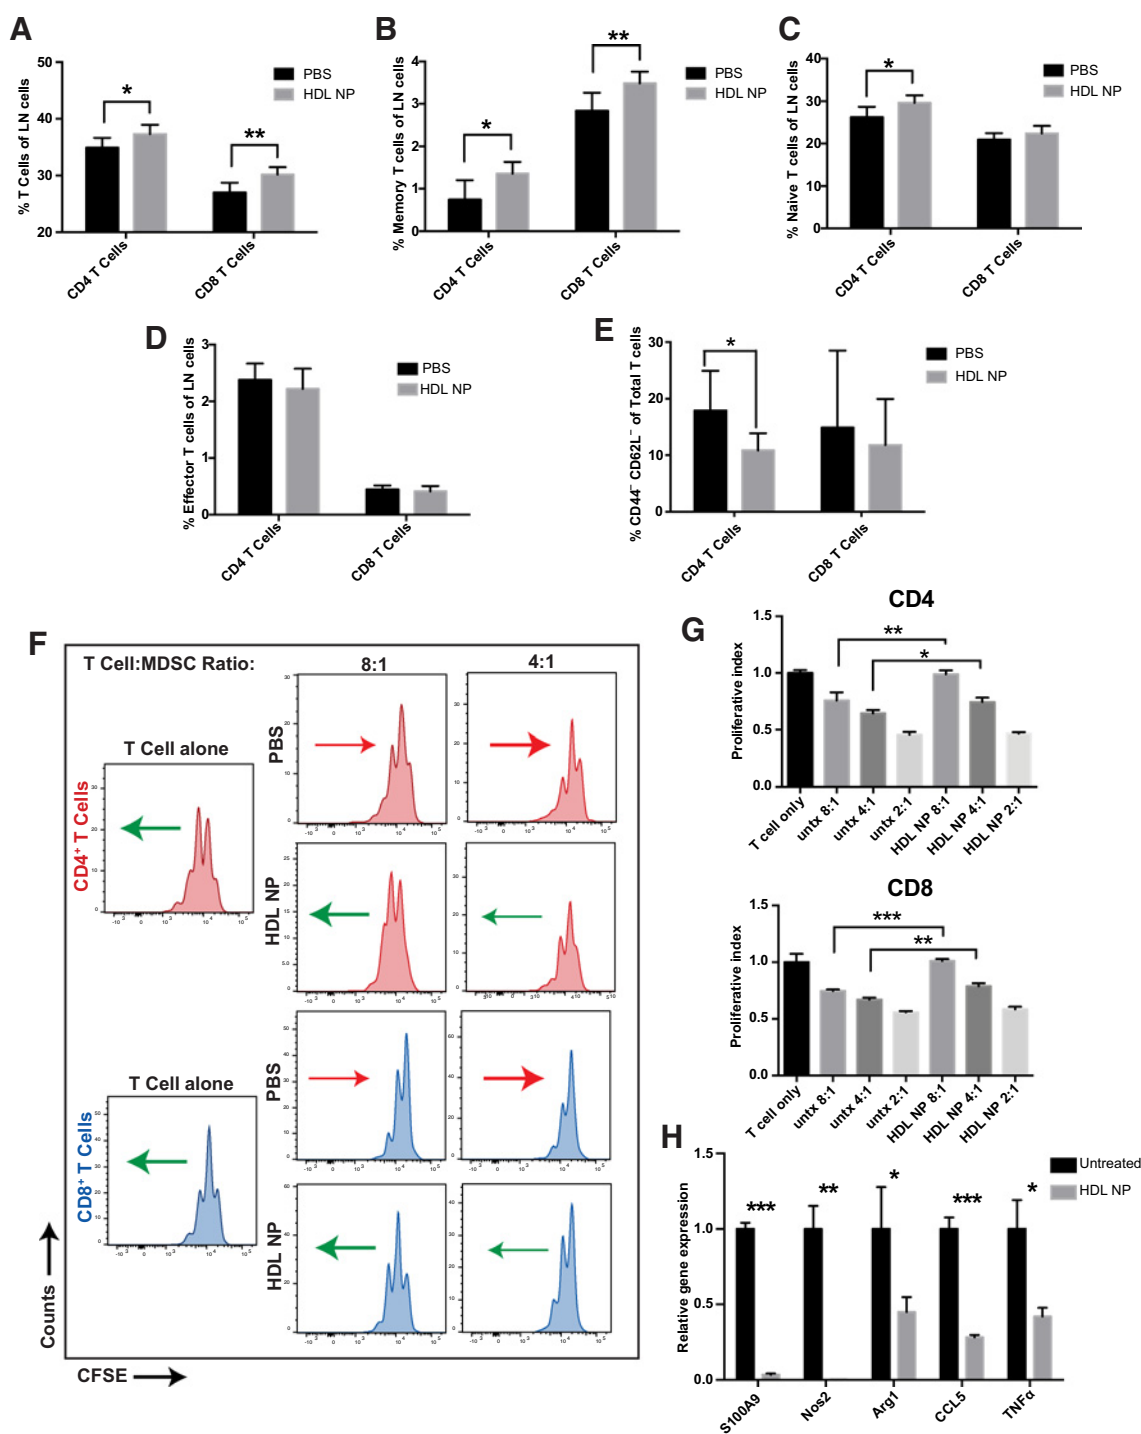 A
% T Cells of LN cells
50
40
30
20
*
**
PBS
HDL NP
CD4 T Cells
CD8 T Cells
B
% Memory T cells of LN cells
4
3
2
1
0
*
**
PBS
HDL NP
CD4 T Cells
CD8 T Cells
C
% Naive T cells of LN cells
40
30
20
10
0
*
PBS
HDL NP
CD4 T Cells
CD8 T Cells
D
% Effector T cells of LN cells
3
2
1
0
PBS
HDL NP
CD4 T Cells
CD8 T Cells
E
% CD44⁻ CD62L⁻ of Total T cells
30
20
10
0
*
PBS
HDL NP
CD4 T Cells
CD8 T Cells
F
T Cell:MDSC Ratio:
8:1
4:1
T Cell alone
CD4⁺ T Cells
PBS
HDL NP
T Cell alone
CD8⁺ T Cells
PBS
HDL NP
Counts
CFSE
G
CD4
Proliferative index
1.5
1.0
0.5
0.0
**
*
T cell only
untx 8:1
untx 4:1
untx 2:1
HDL NP 8:1
HDL NP 4:1
HDL NP 2:1
CD8
Proliferative index
1.5
1.0
0.5
0.0
***
**
T cell only
untx 8:1
untx 4:1
untx 2:1
HDL NP 8:1
HDL NP 4:1
HDL NP 2:1
H
Relative gene expression
1.5
1.0
0.5
0.0
***
**
*
***
*
Untreated
HDL NP
S100A9
Nos2
Arg1
CCL5
TNFα